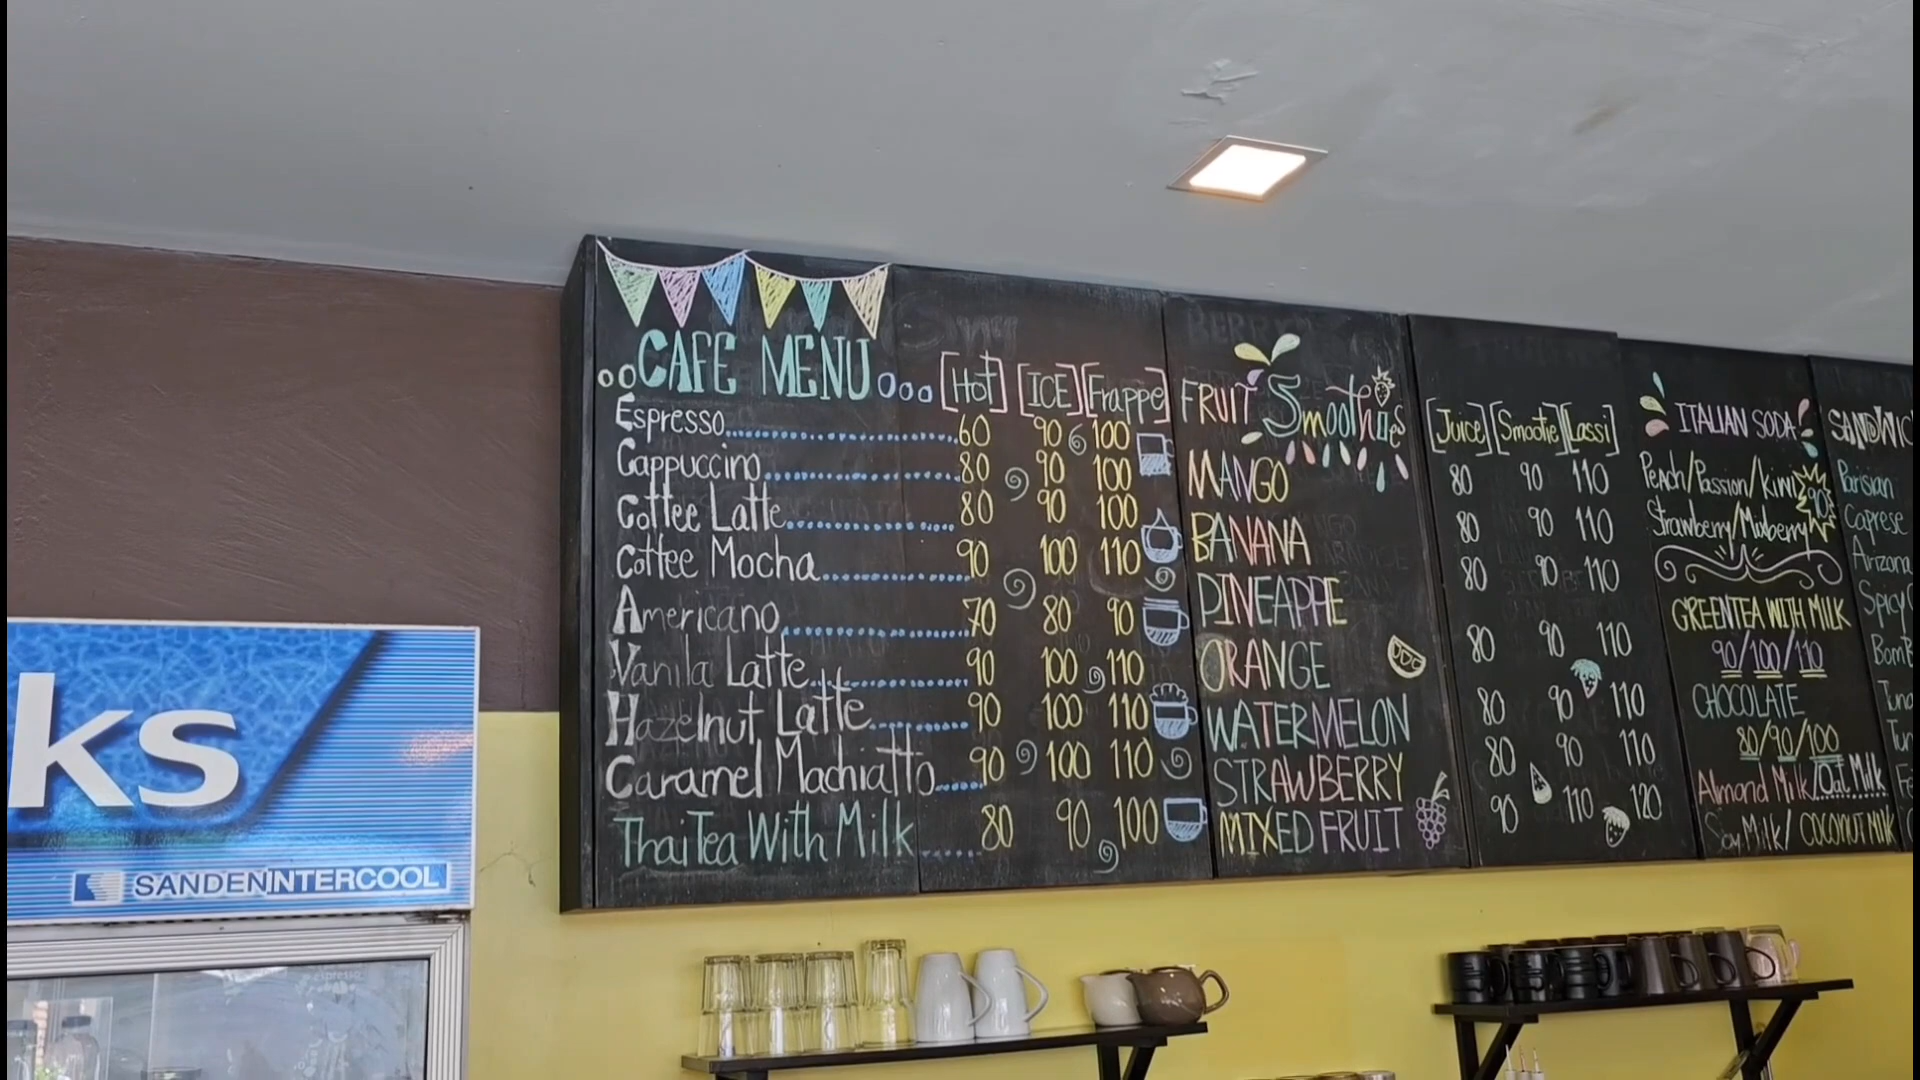 CAFE MENU [Hot] [ICE] [Frappe]
Espresso 60 90 100
Cappuccino 80 90 100
Coffee Latte 80 90 100
Coffee Mocha 90 100 110
Americano 70 80 90
Vanila Latte 90 100 110
Hazelnut Latte 90 100 110
Caramel Machiatto 90 100 110
Thai Tea With Milk 80 90 100
FRUIT Smoothies [Juice] [Smootie] [Lassi]
MANGO 80 90 110
BANANA 80 90 110
PINEAPPLE 80 90 110
ORANGE 80 90 110
WATERMELON 80 90 110
STRAWBERRY 80 90 110
MIXED FRUIT 90 110 120
ITALIAN SODA
Peach/Passion/Kiwi
Strawberry/Mixberry 90
GREENTEA WITH MILK
90/100/110
CHOCOLATE
80/90/100
Almond Milk/Oat Milk
Soy Milk/ COCONUT MILK
Parisian
Caprese
Arizona
Spicy
ks
SANDENINTERCOOL